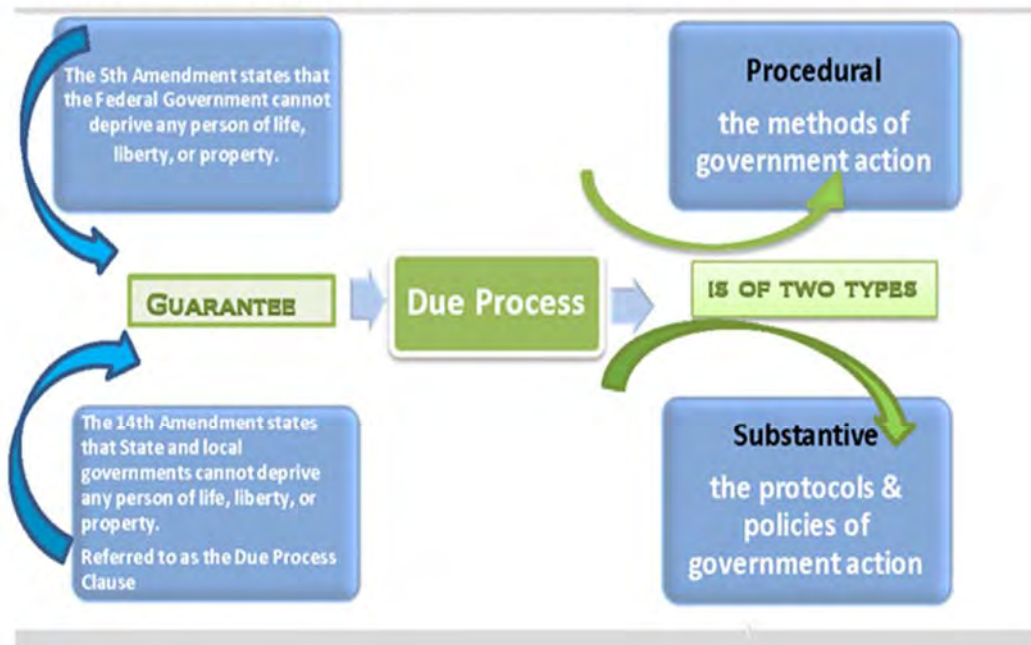 The 5th Amendment states that
the Federal Government cannot
deprive any person of life,
liberty, or property.
Procedural
the methods of
government action
GUARANTEE
Due Process
IS OF TWO TYPES
The 14th Amendment states
that State and local
governments cannot deprive
any person of life, liberty, or
property.
Referred to as the Due Process
Clause
Substantive
the protocols &
policies of
government action